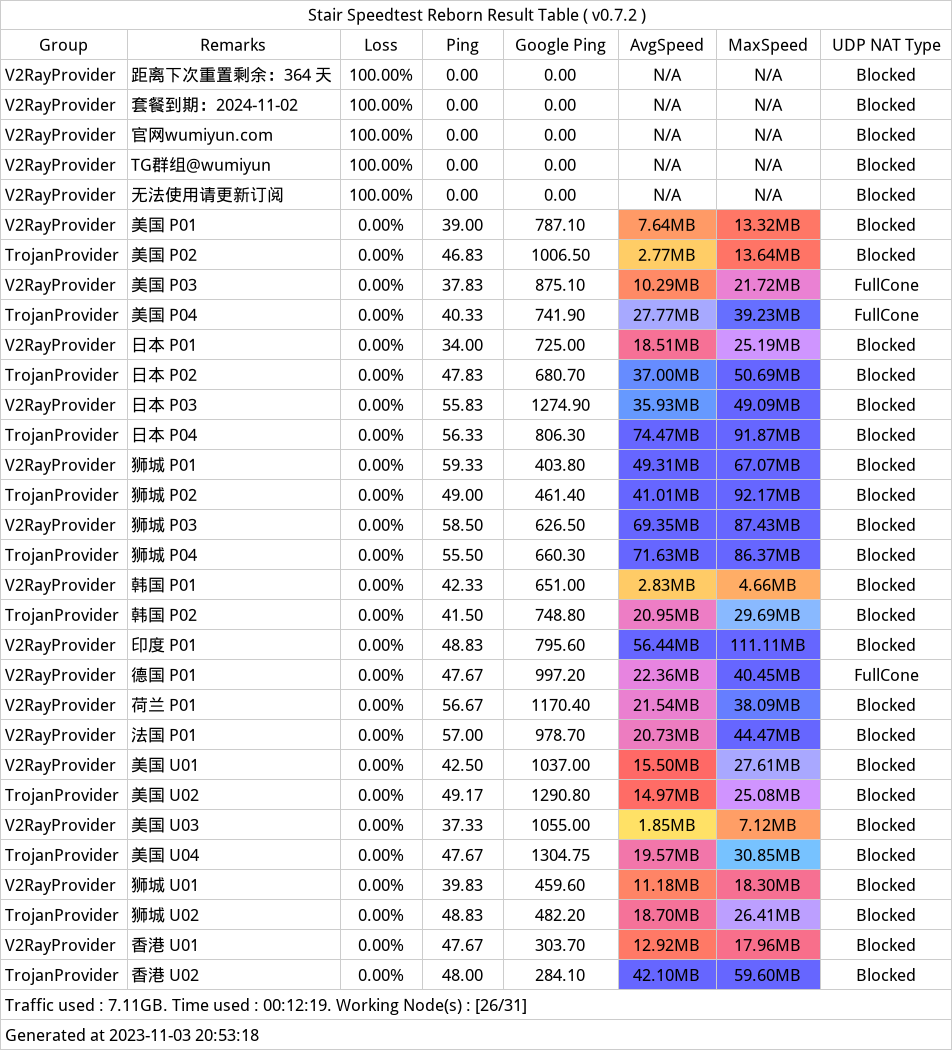 Stair Speedtest Reborn Result Table ( v0.7.2 )
Group Remarks Loss Ping Google Ping AvgSpeed MaxSpeed UDP NAT Type
V2RayProvider 距离下次重置剩余：364 天 100.00% 0.00 0.00 N/A N/A Blocked
V2RayProvider 套餐到期：2024-11-02 100.00% 0.00 0.00 N/A N/A Blocked
V2RayProvider 官网wumiyun.com 100.00% 0.00 0.00 N/A N/A Blocked
V2RayProvider TG群组@wumiyun 100.00% 0.00 0.00 N/A N/A Blocked
V2RayProvider 无法使用请更新订阅 100.00% 0.00 0.00 N/A N/A Blocked
V2RayProvider 美国 P01 0.00% 39.00 787.10 7.64MB 13.32MB Blocked
TrojanProvider 美国 P02 0.00% 46.83 1006.50 2.77MB 13.64MB Blocked
V2RayProvider 美国 P03 0.00% 37.83 875.10 10.29MB 21.72MB FullCone
TrojanProvider 美国 P04 0.00% 40.33 741.90 27.77MB 39.23MB FullCone
V2RayProvider 日本 P01 0.00% 34.00 725.00 18.51MB 25.19MB Blocked
TrojanProvider 日本 P02 0.00% 47.83 680.70 37.00MB 50.69MB Blocked
V2RayProvider 日本 P03 0.00% 55.83 1274.90 35.93MB 49.09MB Blocked
TrojanProvider 日本 P04 0.00% 56.33 806.30 74.47MB 91.87MB Blocked
V2RayProvider 狮城 P01 0.00% 59.33 403.80 49.31MB 67.07MB Blocked
TrojanProvider 狮城 P02 0.00% 49.00 461.40 41.01MB 92.17MB Blocked
V2RayProvider 狮城 P03 0.00% 58.50 626.50 69.35MB 87.43MB Blocked
TrojanProvider 狮城 P04 0.00% 55.50 660.30 71.63MB 86.37MB Blocked
V2RayProvider 韩国 P01 0.00% 42.33 651.00 2.83MB 4.66MB Blocked
TrojanProvider 韩国 P02 0.00% 41.50 748.80 20.95MB 29.69MB Blocked
V2RayProvider 印度 P01 0.00% 48.83 795.60 56.44MB 111.11MB Blocked
V2RayProvider 德国 P01 0.00% 47.67 997.20 22.36MB 40.45MB FullCone
V2RayProvider 荷兰 P01 0.00% 56.67 1170.40 21.54MB 38.09MB Blocked
V2RayProvider 法国 P01 0.00% 57.00 978.70 20.73MB 44.47MB Blocked
V2RayProvider 美国 U01 0.00% 42.50 1037.00 15.50MB 27.61MB Blocked
TrojanProvider 美国 U02 0.00% 49.17 1290.80 14.97MB 25.08MB Blocked
V2RayProvider 美国 U03 0.00% 37.33 1055.00 1.85MB 7.12MB Blocked
TrojanProvider 美国 U04 0.00% 47.67 1304.75 19.57MB 30.85MB Blocked
V2RayProvider 狮城 U01 0.00% 39.83 459.60 11.18MB 18.30MB Blocked
TrojanProvider 狮城 U02 0.00% 48.83 482.20 18.70MB 26.41MB Blocked
V2RayProvider 香港 U01 0.00% 47.67 303.70 12.92MB 17.96MB Blocked
TrojanProvider 香港 U02 0.00% 48.00 284.10 42.10MB 59.60MB Blocked
Traffic used : 7.11GB. Time used : 00:12:19. Working Node(s) : [26/31]
Generated at 2023-11-03 20:53:18